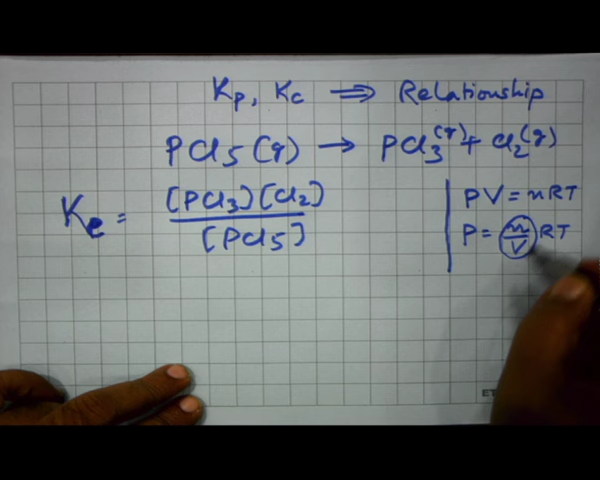 Kp, Kc ⇒ Relationship
PCl5(g) → PCl3(g) + Cl2(g)
Kc = [PCl3][Cl2] / [PCl5]
PV = nRT
P = n/V RT